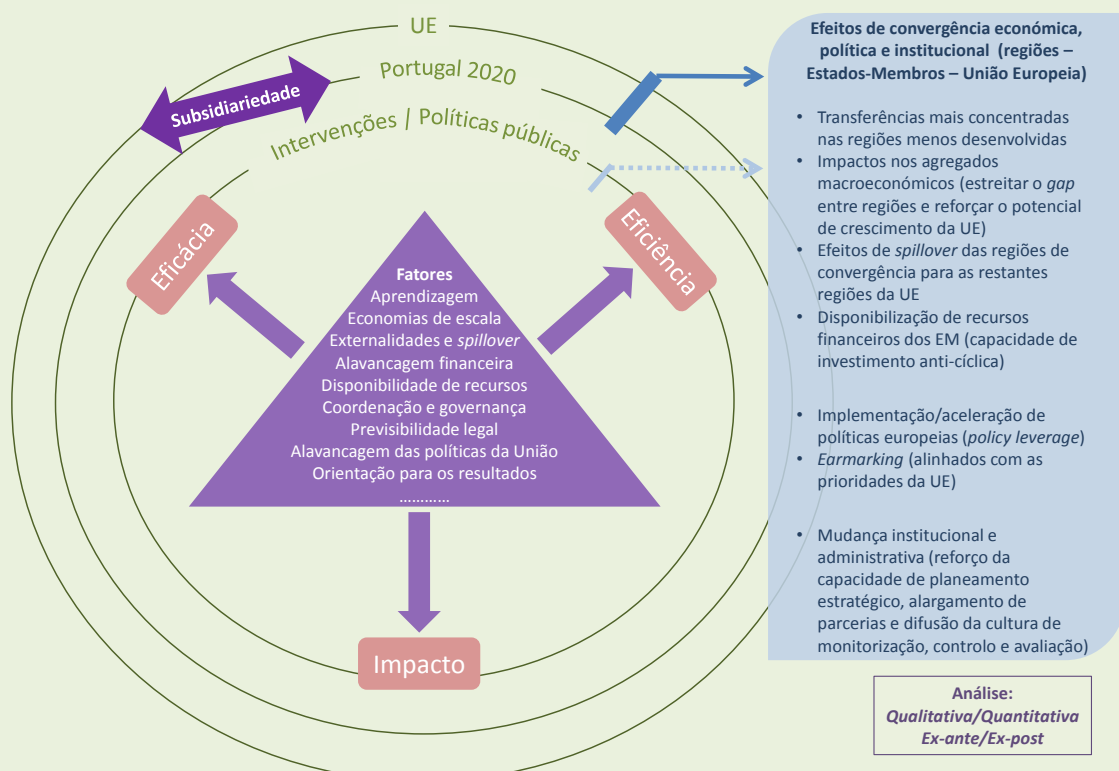 UE
Portugal 2020
Subsidiariedade
Intervenções | Políticas públicas
Eficácia
Eficiência
Fatores
Aprendizagem
Economias de escala
Externalidades e spillover
Alavancagem financeira
Disponibilidade de recursos
Coordenação e governança
Previsibilidade legal
Alavancagem das políticas da União
Orientação para os resultados
............
Impacto
Efeitos de convergência económica,
política e institucional (regiões –
Estados-Membros – União Europeia)
• Transferências mais concentradas
nas regiões menos desenvolvidas
• Impactos nos agregados
macroeconómicos (estreitar o gap
entre regiões e reforçar o potencial
de crescimento da UE)
• Efeitos de spillover das regiões de
convergência para as restantes
regiões da UE
• Disponibilização de recursos
financeiros dos EM (capacidade de
investimento anti-cíclica)
• Implementação/aceleração de
políticas europeias (policy leverage)
• Earmarking (alinhados com as
prioridades da UE)
• Mudança institucional e
administrativa (reforço da
capacidade de planeamento
estratégico, alargamento de
parcerias e difusão da cultura de
monitorização, controlo e avaliação)
Análise:
Qualitativa/Quantitativa
Ex-ante/Ex-post